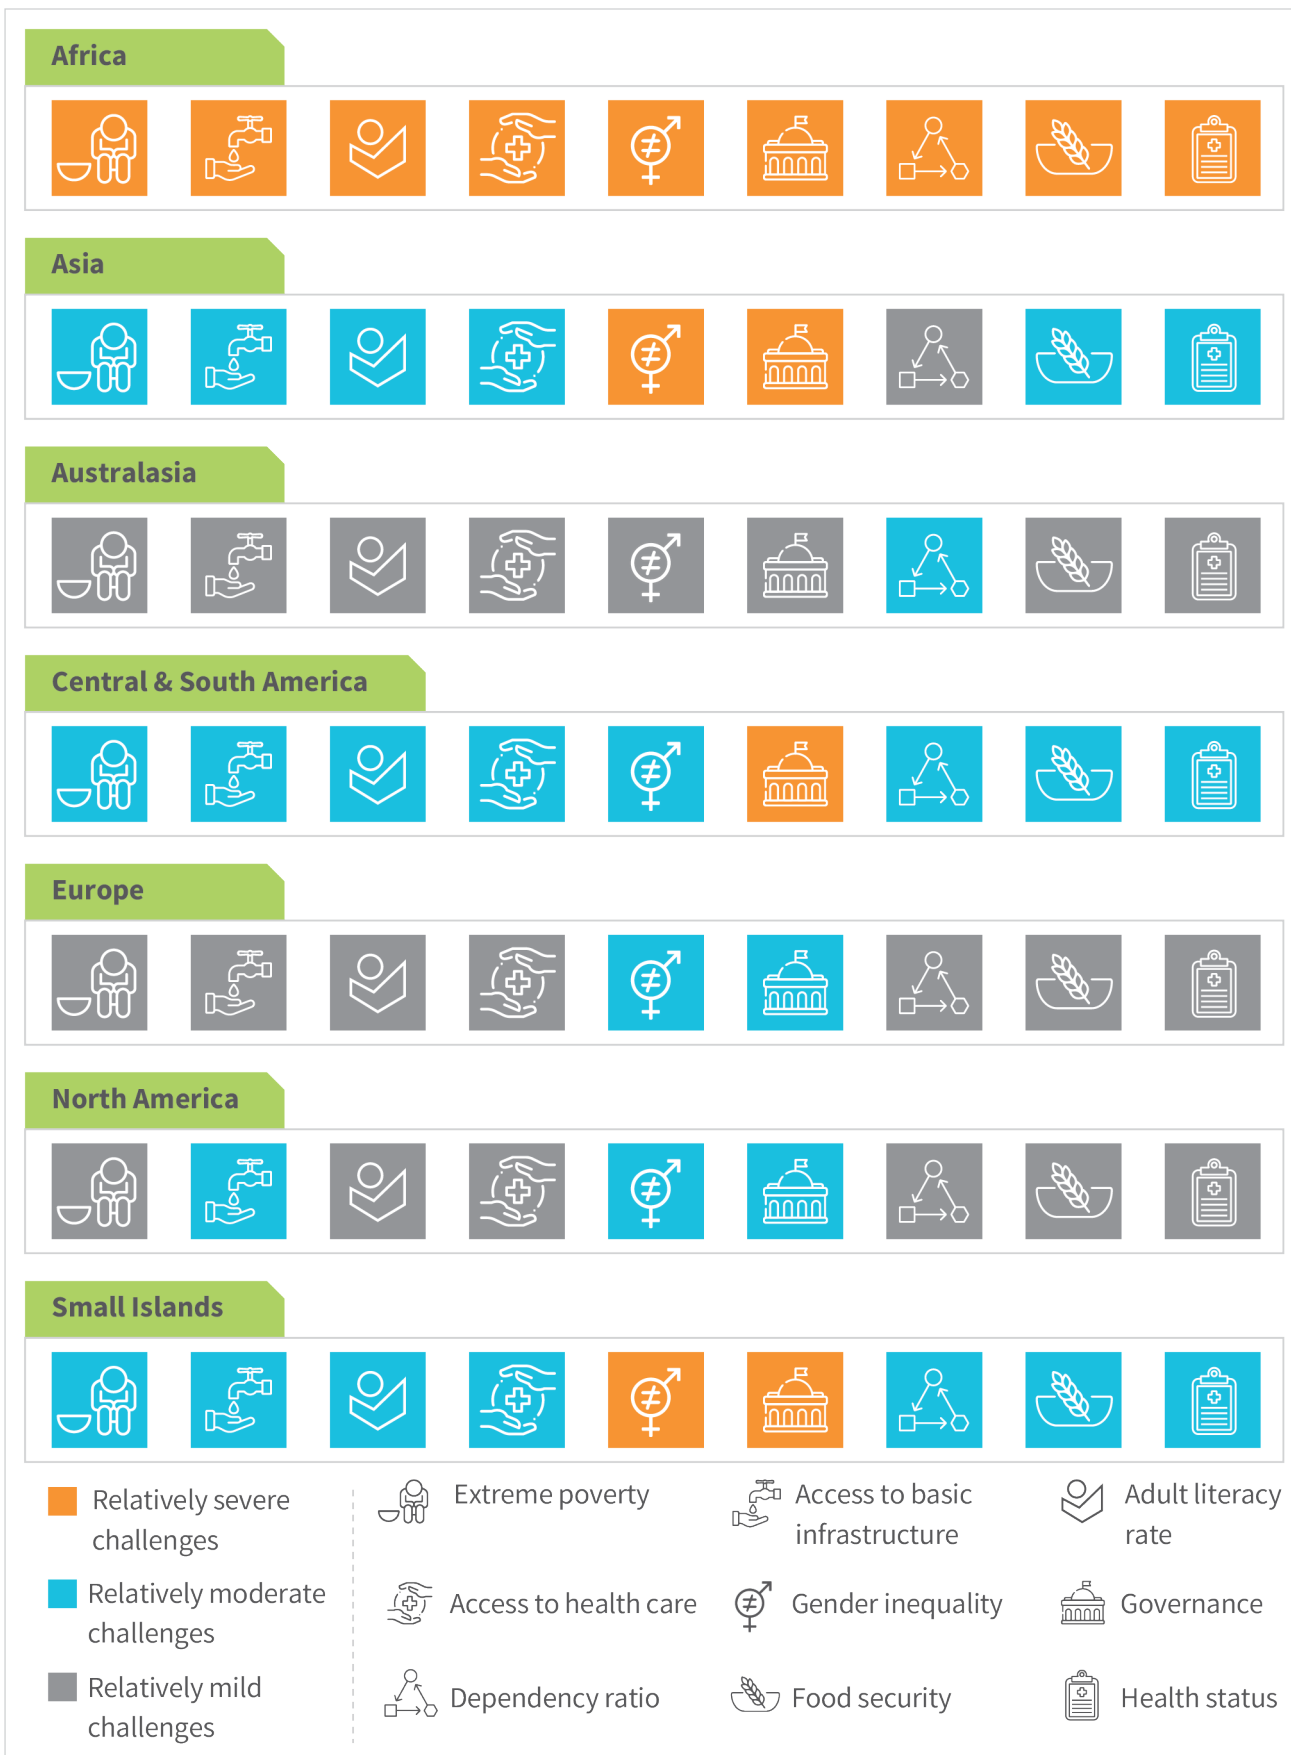 Africa
Asia
Australasia
Central & South America
Europe
North America
Small Islands
Relatively severe
challenges
Relatively moderate
challenges
Relatively mild
challenges
Extreme poverty
Access to basic
infrastructure
Adult literacy
rate
Access to health care
Gender inequality
Governance
Dependency ratio
Food security
Health status